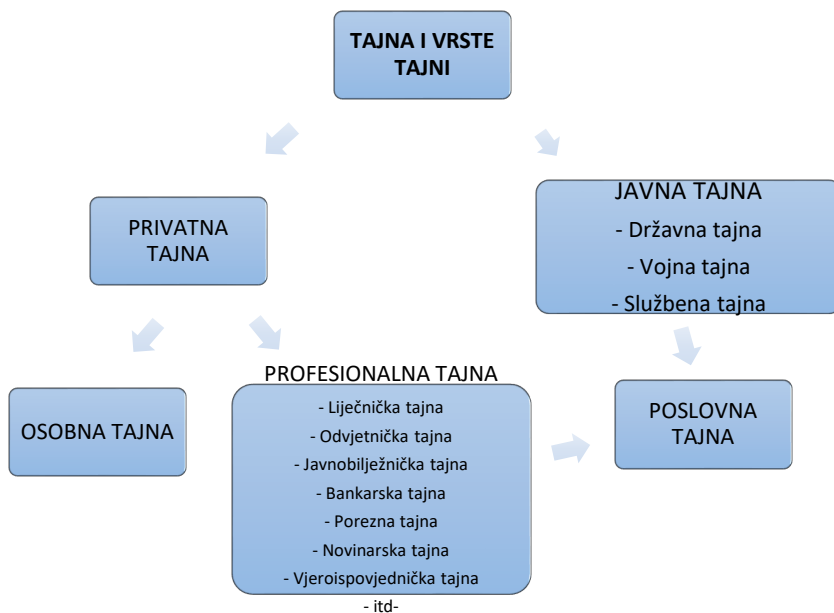 TAJNA I VRSTE
TAJNI
PRIVATNA
TAJNA
JAVNA TAJNA
- Državna tajna
- Vojna tajna
- Službena tajna
OSOBNA TAJNA
PROFESIONALNA TAJNA
- Liječnička tajna
- Odvjetnička tajna
- Javnobilježnička tajna
- Bankarska tajna
- Porezna tajna
- Novinarska tajna
- Vjeroispovjednička tajna
- itd-
POSLOVNA
TAJNA